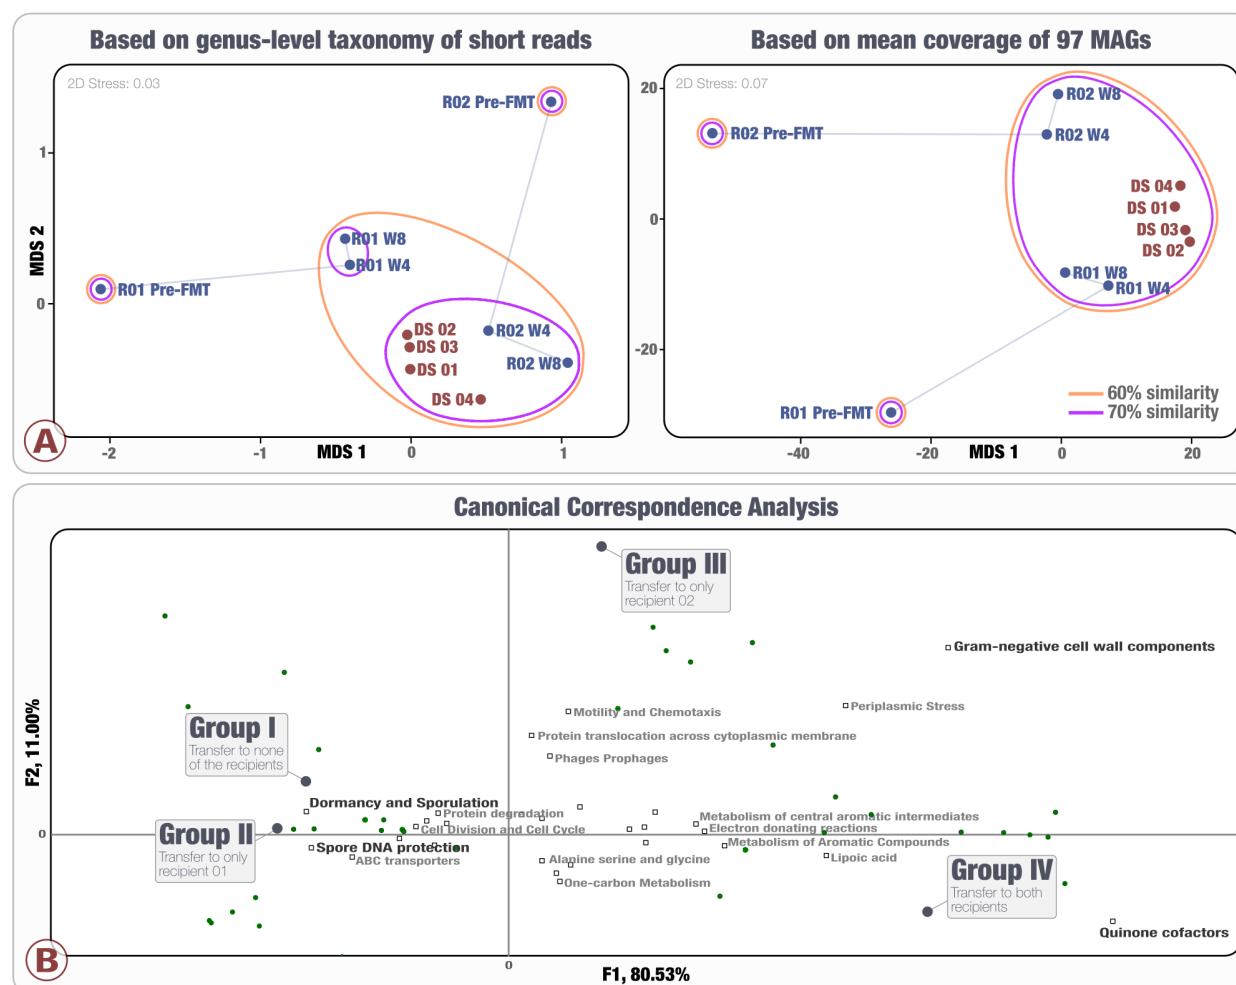 Based on genus-level taxonomy of short reads
2D Stress: 0.03
R02 Pre-FMT
R01 W8
R01 W4
R01 Pre-FMT
DS 02
DS 03
DS 01
DS 04
R02 W4
R02 W8
MDS 2
1
0
-2
-1
MDS 1
0
1
A
Based on mean coverage of 97 MAGs
2D Stress: 0.07
20
0
-20
R02 W8
R02 Pre-FMT
R02 W4
DS 04
DS 01
DS 03
DS 02
R01 W8
R01 W4
R01 Pre-FMT
60% similarity
70% similarity
-40
-20
MDS 1
0
20
Canonical Correspondence Analysis
Group III
Transfer to only
recipient 02
Gram-negative cell wall components
Periplasmic Stress
Motility and Chemotaxis
Protein translocation across cytoplasmic membrane
Phages Prophages
Group I
Transfer to none
of the recipients
Dormancy and Sporulation
Protein degradation
Cell Division and Cell Cycle
Metabolism of central aromatic intermediates
Electron donating reactions
Group II
Transfer to only
recipient 01
Spore DNA protection
ABC transporters
Metabolism of Aromatic Compounds
Alanine serine and glycine
Lipoic acid
One-carbon Metabolism
Group IV
Transfer to both
recipients
Quinone cofactors
F2, 11.00%
0
0
F1, 80.53%
B